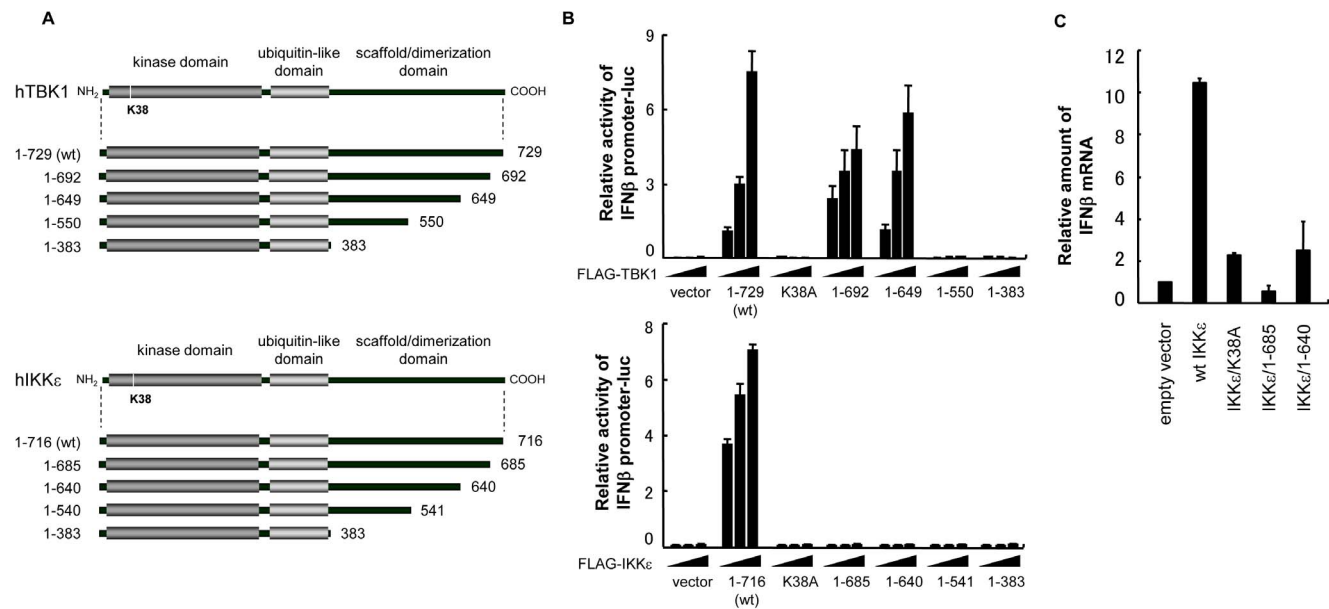 A
kinase domain
ubiquitin-like domain
scaffold/dimerization domain
hTBK1
NH2
COOH
K38
1-729 (wt)
729
1-692
692
1-649
649
1-550
550
1-383
383
kinase domain
ubiquitin-like domain
scaffold/dimerization domain
hIKKε
NH2
COOH
K38
1-716 (wt)
716
1-685
685
1-640
640
1-540
541
1-383
383
B
Relative activity of
IFNβ promoter-luc
9
6
3
0
FLAG-TBK1
vector
1-729 (wt)
K38A
1-692
1-649
1-550
1-383
Relative activity of
IFNβ promoter-luc
8
6
4
2
0
FLAG-IKKε
vector
1-716 (wt)
K38A
1-685
1-640
1-541
1-383
C
Relative amount of
IFNβ mRNA
12
10
8
6
4
2
0
empty vector
wt IKKε
IKKε/K38A
IKKε/1-685
IKKε/1-640